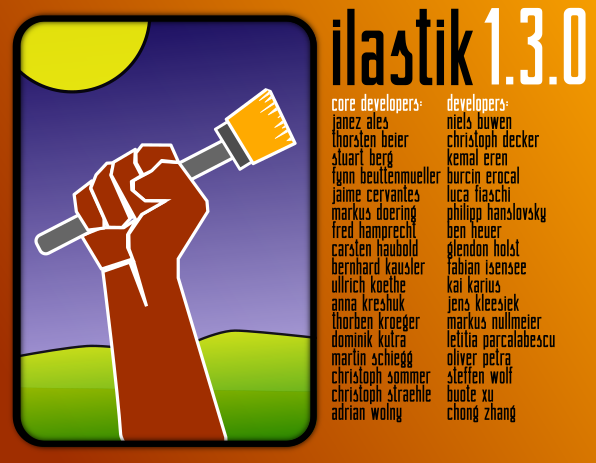 ilastik 1.3.0
core developers:
janez ales
thorsten beier
stuart berg
fynn beuttenmueller
jaime cervantes
markus doering
fred hamprecht
carsten haubold
bernhard kausler
ullrich koethe
anna kreshuk
thorben kroeger
dominik kutra
martin schiegg
christoph sommer
christoph straehle
adrian wolny
developers:
niels buwen
christoph decker
kemal eren
burcin erocal
luca fiaschi
philipp hanslovsky
ben heuer
glendon holst
fabian isensee
kai karius
jens kleesiek
markus nullmeier
letitia parcalabescu
oliver petra
steffen wolf
buote xu
chong zhang